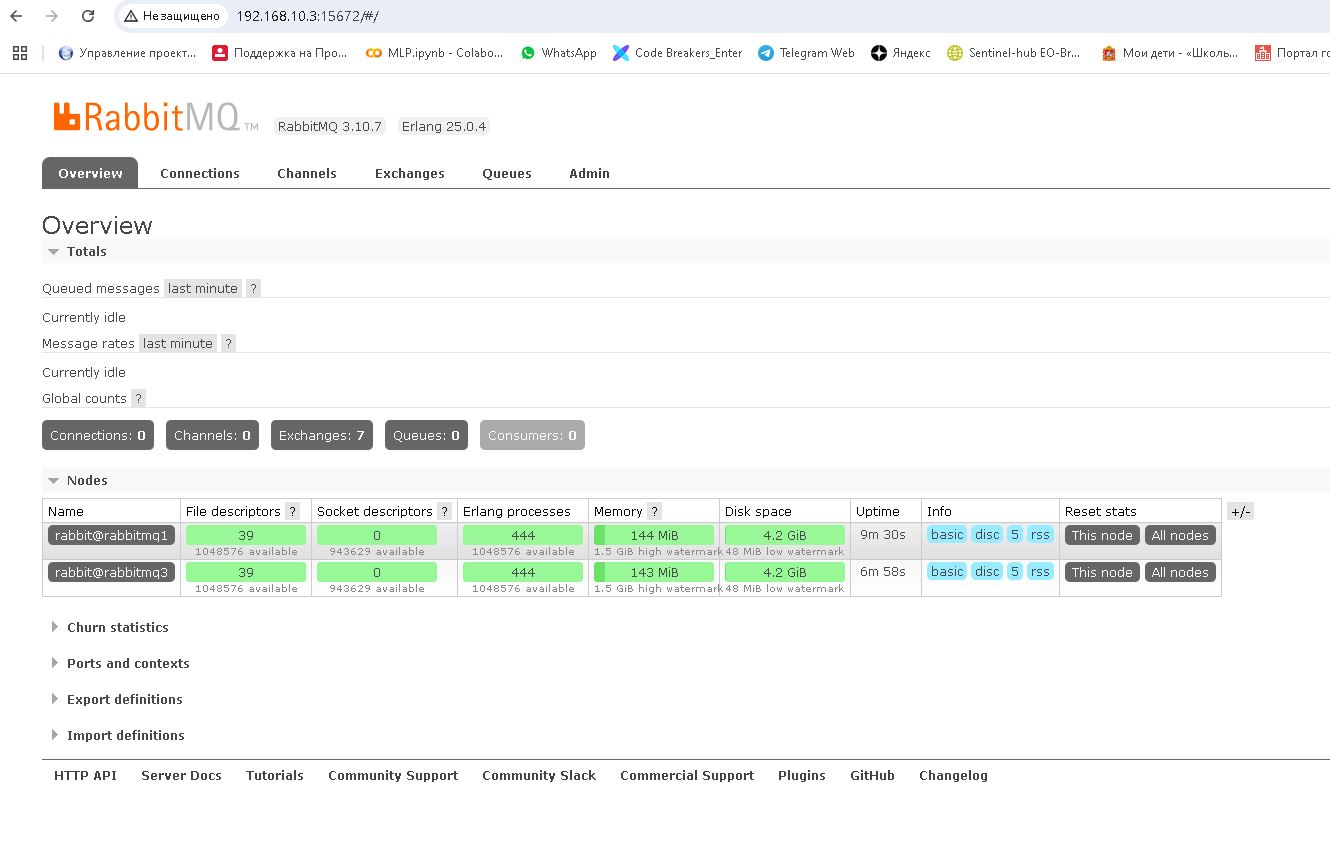 Не защищено 192.168.10.3:15672/#/
Управление проект... Поддержка на Про... MLP.ipynb - Colabo... WhatsApp Code Breakers_Enter Telegram Web Яндекс Sentinel-hub EO-Br... Мои дети - «Школь... Портал го
RabbitMQ TM RabbitMQ 3.10.7 Erlang 25.0.4
Overview Connections Channels Exchanges Queues Admin
Overview
Totals
Queued messages last minute ?
Currently idle
Message rates last minute ?
Currently idle
Global counts ?
Connections: 0 Channels: 0 Exchanges: 7 Queues: 0 Consumers: 0
Nodes
Name File descriptors ? Socket descriptors ? Erlang processes Memory ? Disk space Uptime Info Reset stats +/-
rabbit@rabbitmq1 39 0 444 144 MiB 4.2 GiB 9m 30s basic disc 5 rss This node All nodes
1048576 available 943629 available 1048576 available 1.5 GiB high watermark 48 MiB low watermark
rabbit@rabbitmq3 39 0 444 143 MiB 4.2 GiB 6m 58s basic disc 5 rss This node All nodes
1048576 available 943629 available 1048576 available 1.5 GiB high watermark 48 MiB low watermark
Churn statistics
Ports and contexts
Export definitions
Import definitions
HTTP API Server Docs Tutorials Community Support Community Slack Commercial Support Plugins GitHub Changelog